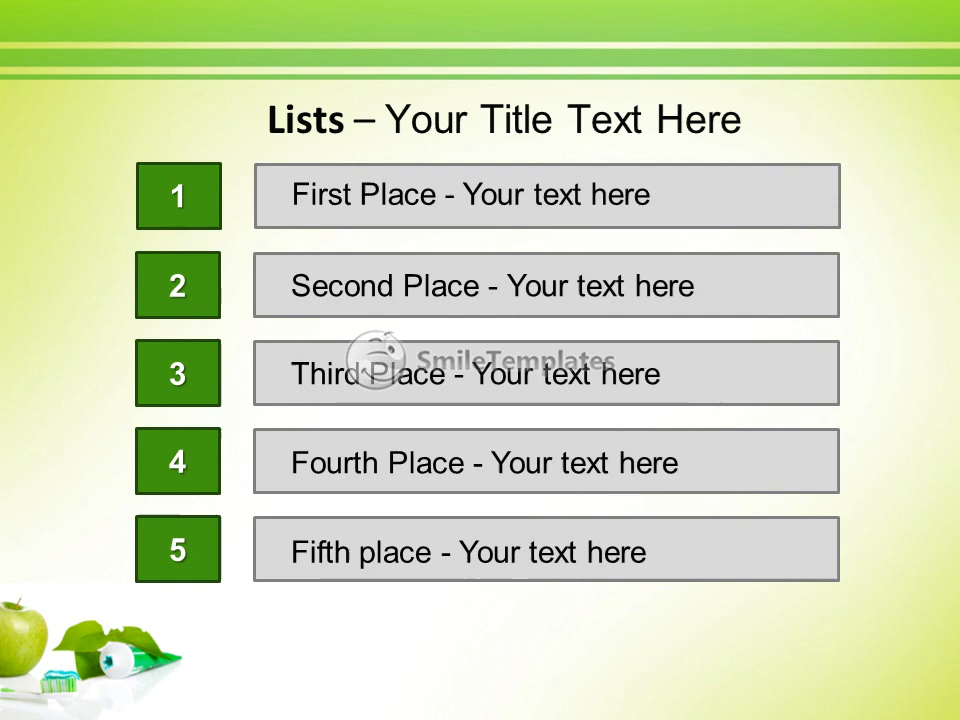 Lists – Your Title Text Here
1
First Place - Your text here
2
Second Place - Your text here
SmileTemplates
3
Third Place - Your text here
4
Fourth Place - Your text here
5
Fifth place - Your text here